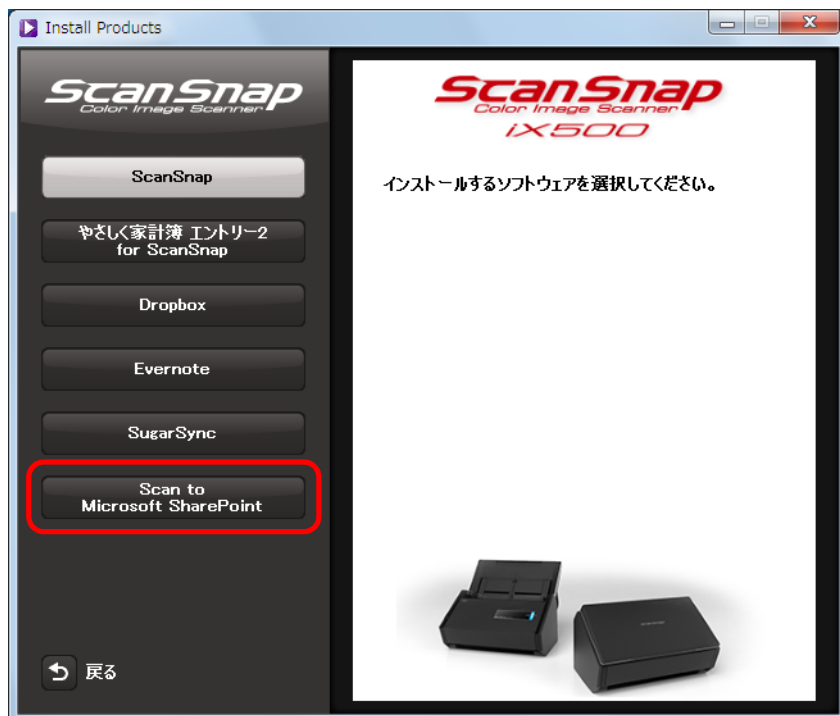 Install Products
ScanSnap
Color Image Scanner
ScanSnap
やさしく家計簿 エントリー2
for ScanSnap
Dropbox
Evernote
SugarSync
Scan to
Microsoft SharePoint
戻る
ScanSnap
Color Image Scanner
iX500
インストールするソフトウェアを選択してください。